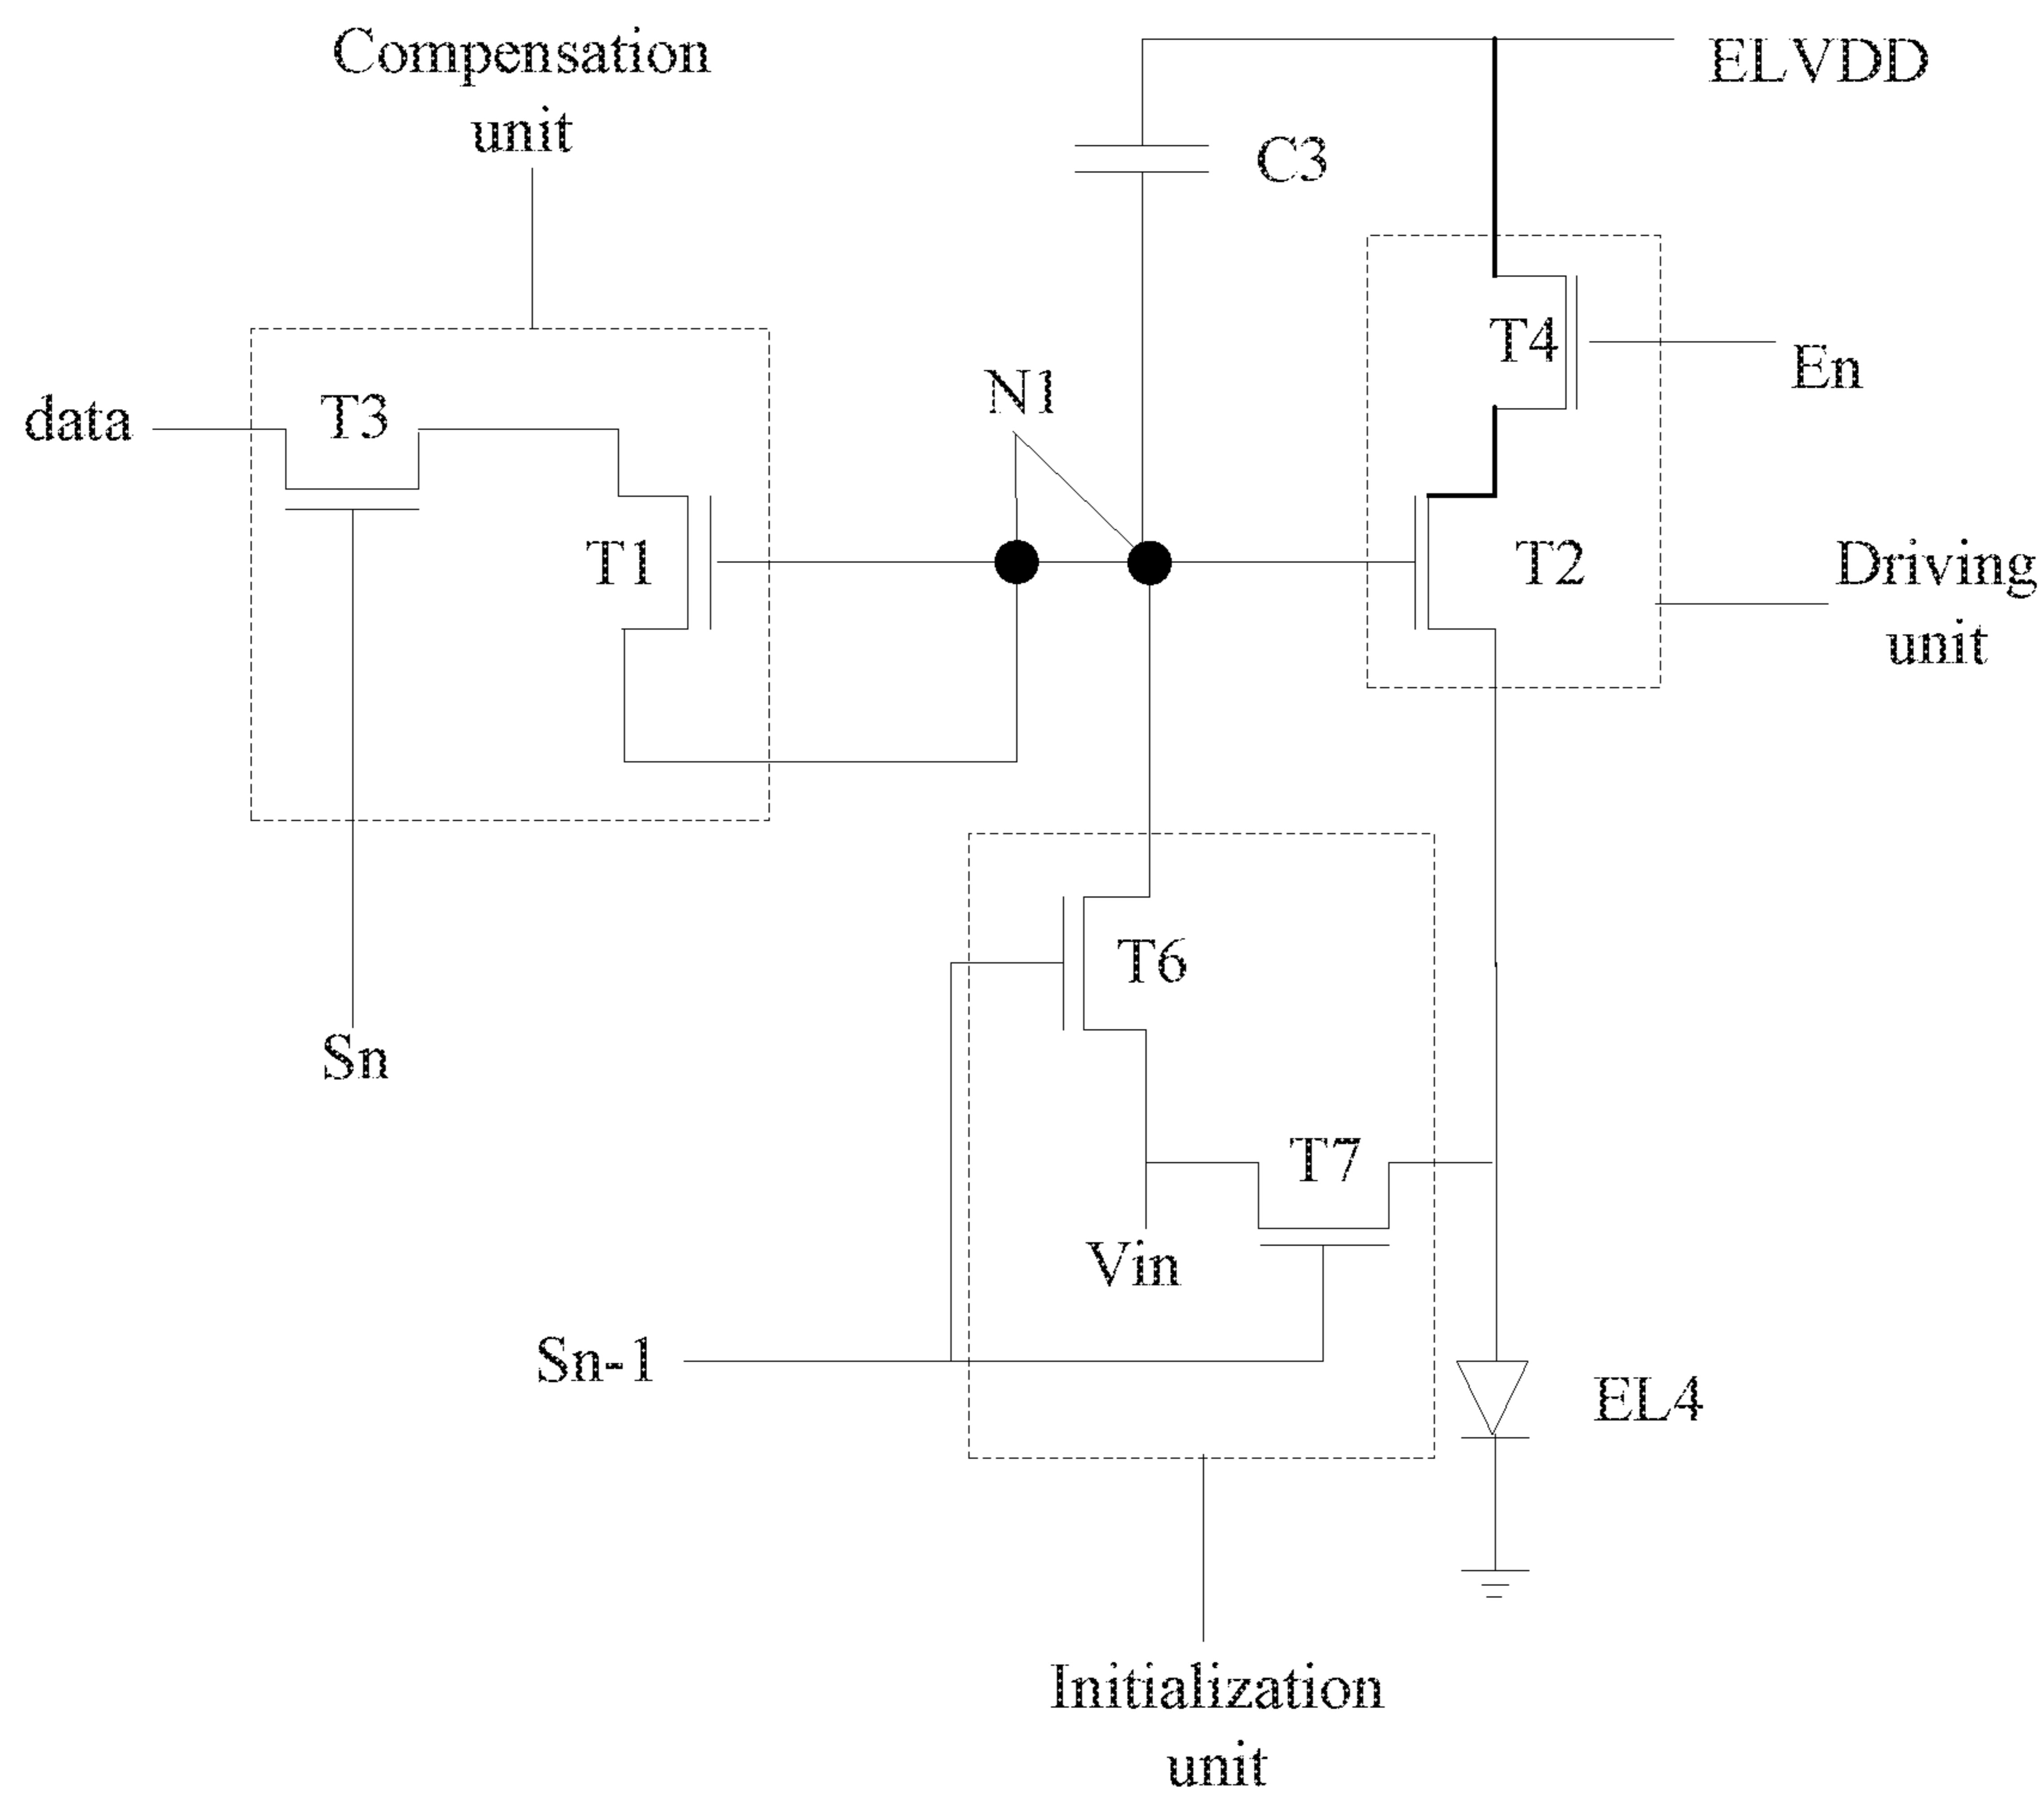 Compensation
unit
ELVDD
C3
T4
En
N1
data
T3
T1
T2
Driving
unit
T6
Sn
T7
Vin
Sn-1
EL4
Initialization
unit